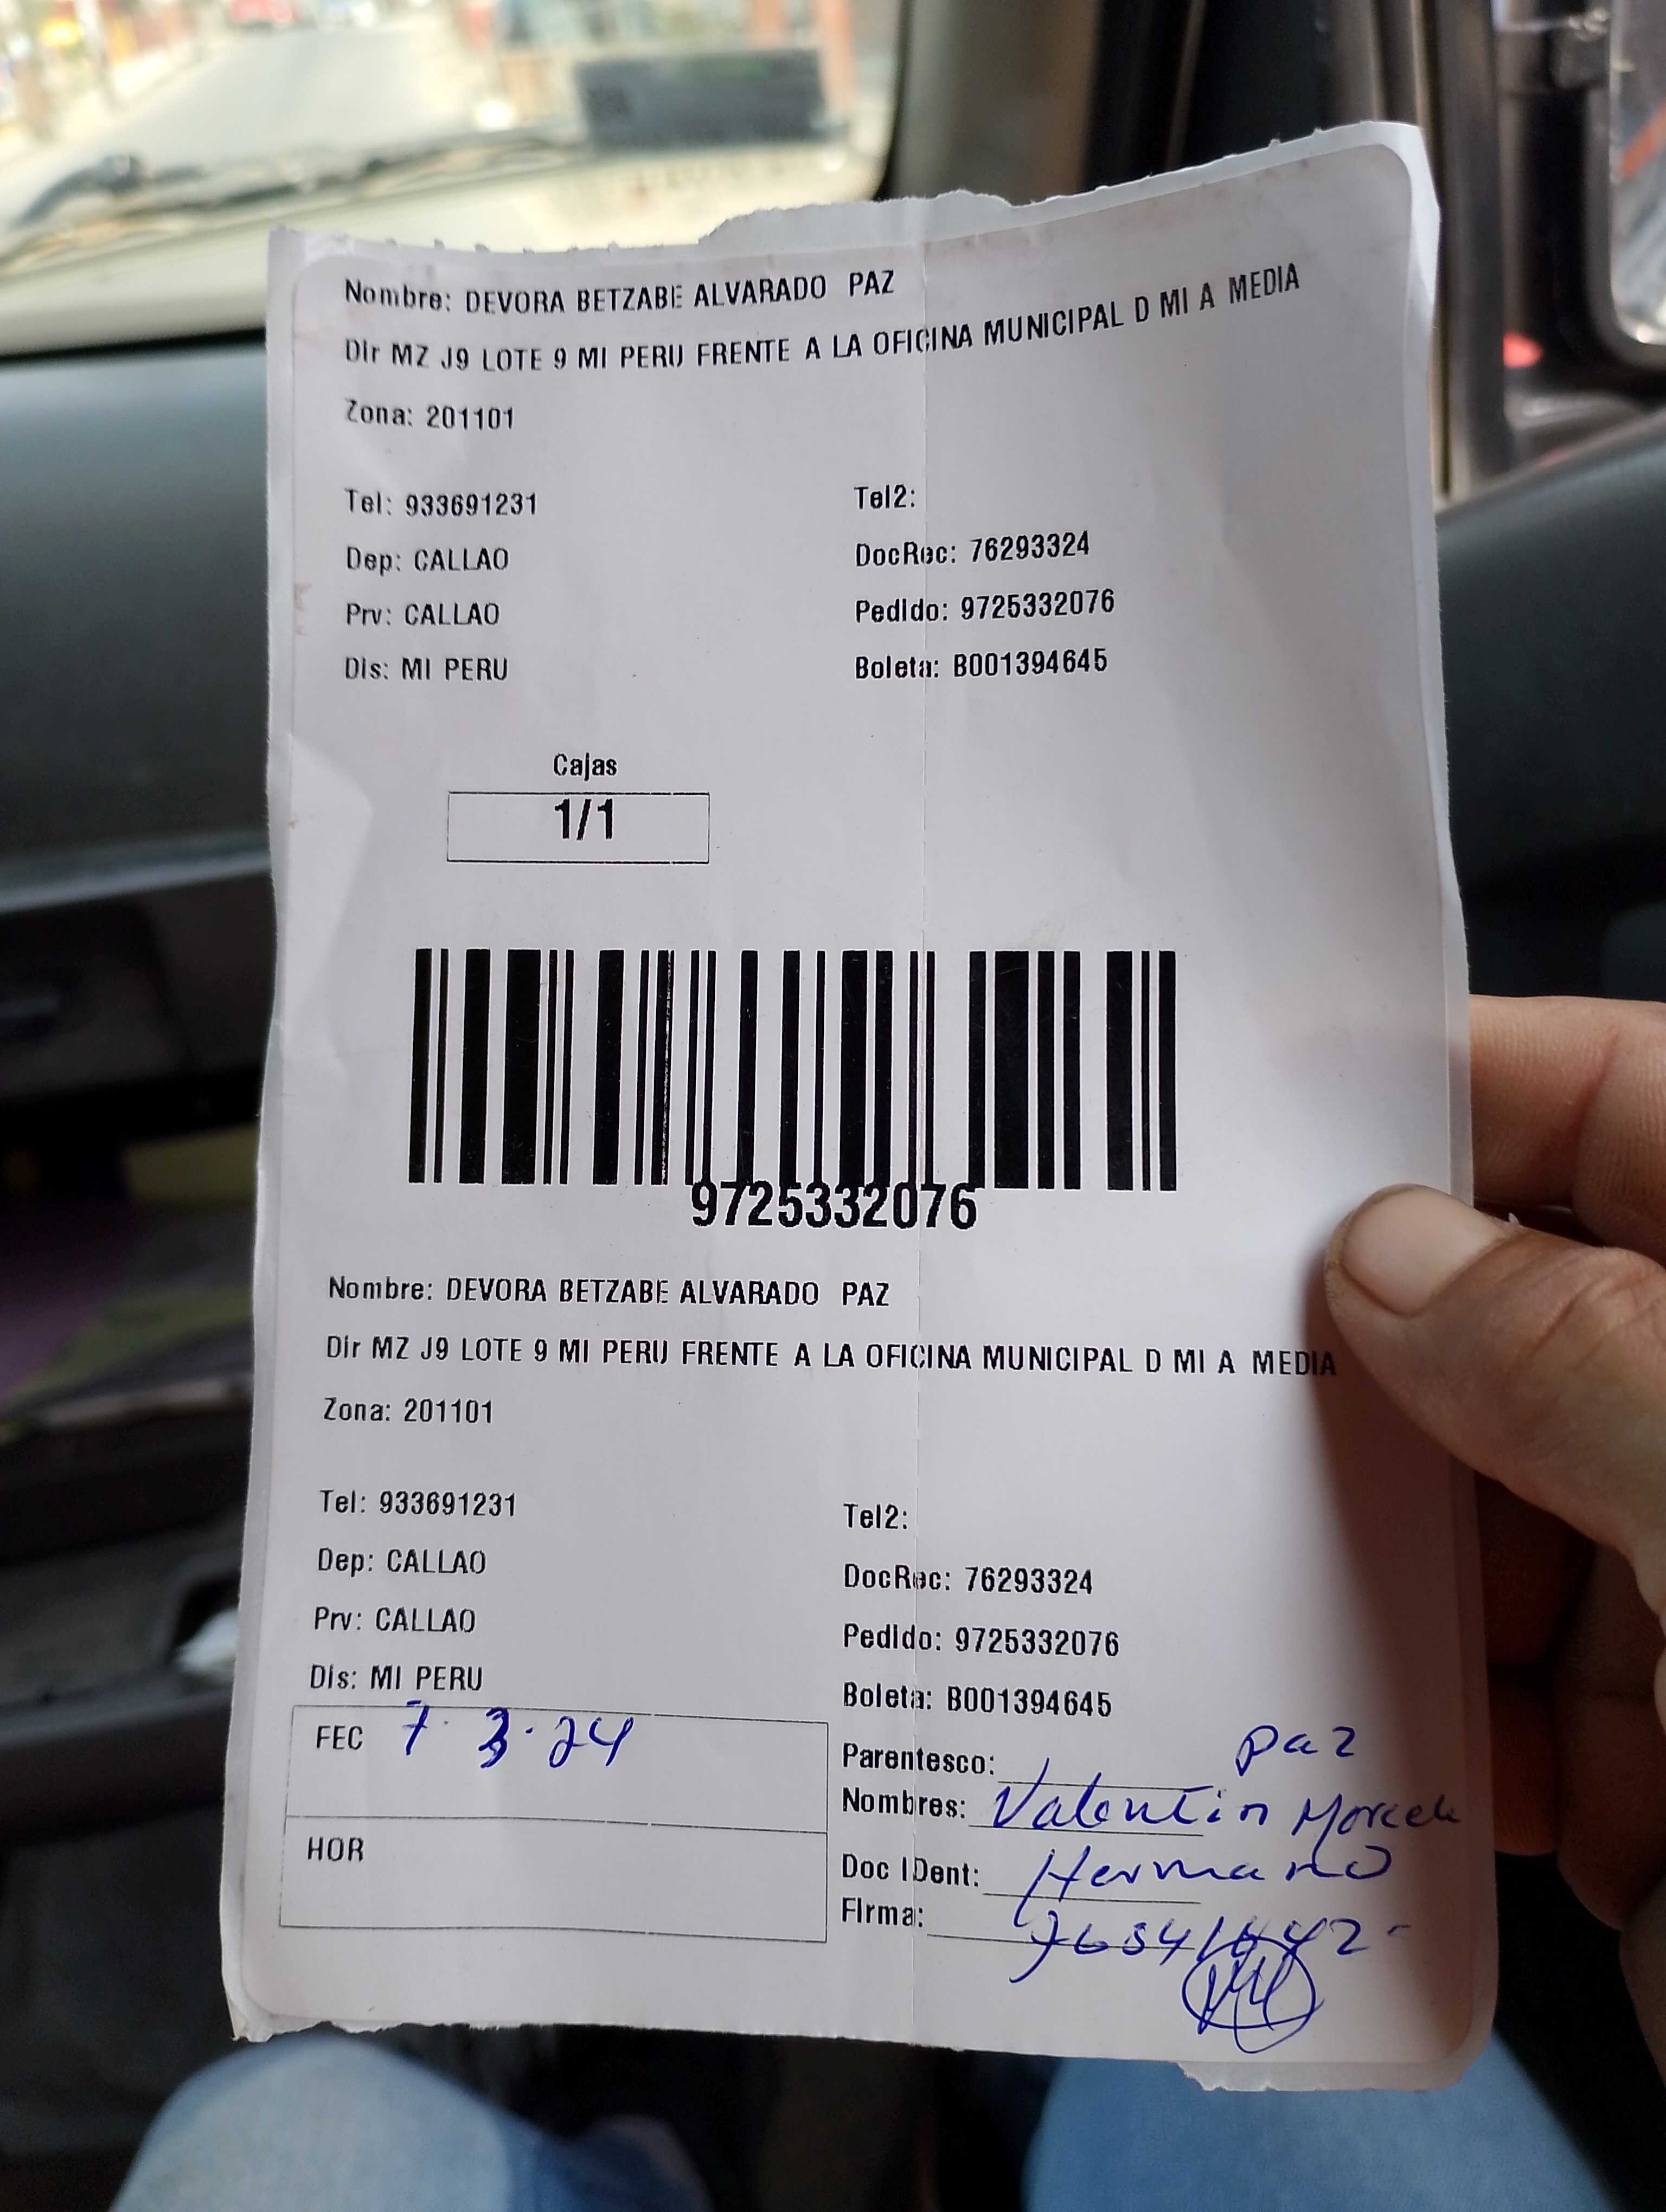 Nombre: DEVORA BETZABE ALVARADO PAZ
Dir MZ J9 LOTE 9 MI PERU FRENTE A LA OFICINA MUNICIPAL D MI A MEDIA
Zona: 201101
Tel: 933691231 Tel2:
Dep: CALLAO DocRec: 76293324
Prv: CALLAO Pedido: 9725332076
Dis: MI PERU Boleta: B001394645
Cajas
1/1
9725332076
Nombre: DEVORA BETZABE ALVARADO PAZ
Dir MZ J9 LOTE 9 MI PERU FRENTE A LA OFICINA MUNICIPAL D MI A MEDIA
Zona: 201101
Tel: 933691231 Tel2:
Dep: CALLAO DocRec: 76293324
Prv: CALLAO Pedido: 9725332076
Dis: MI PERU Boleta: B001394645
FEC 7. 3.24
HOR
Parentesco: paz
Nombres: Valentin
Doc IDent: Hermano
Firma: